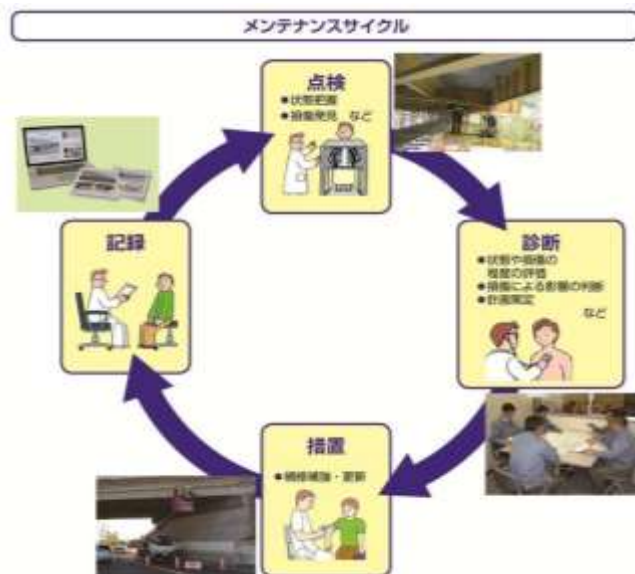 メンテナンスサイクル
点検
●状態把握
●損傷発見 など
記録
診断
●状態や損傷の
程度の評価
●損傷による影響の判断
●計画策定
など
措置
●補修補強・更新